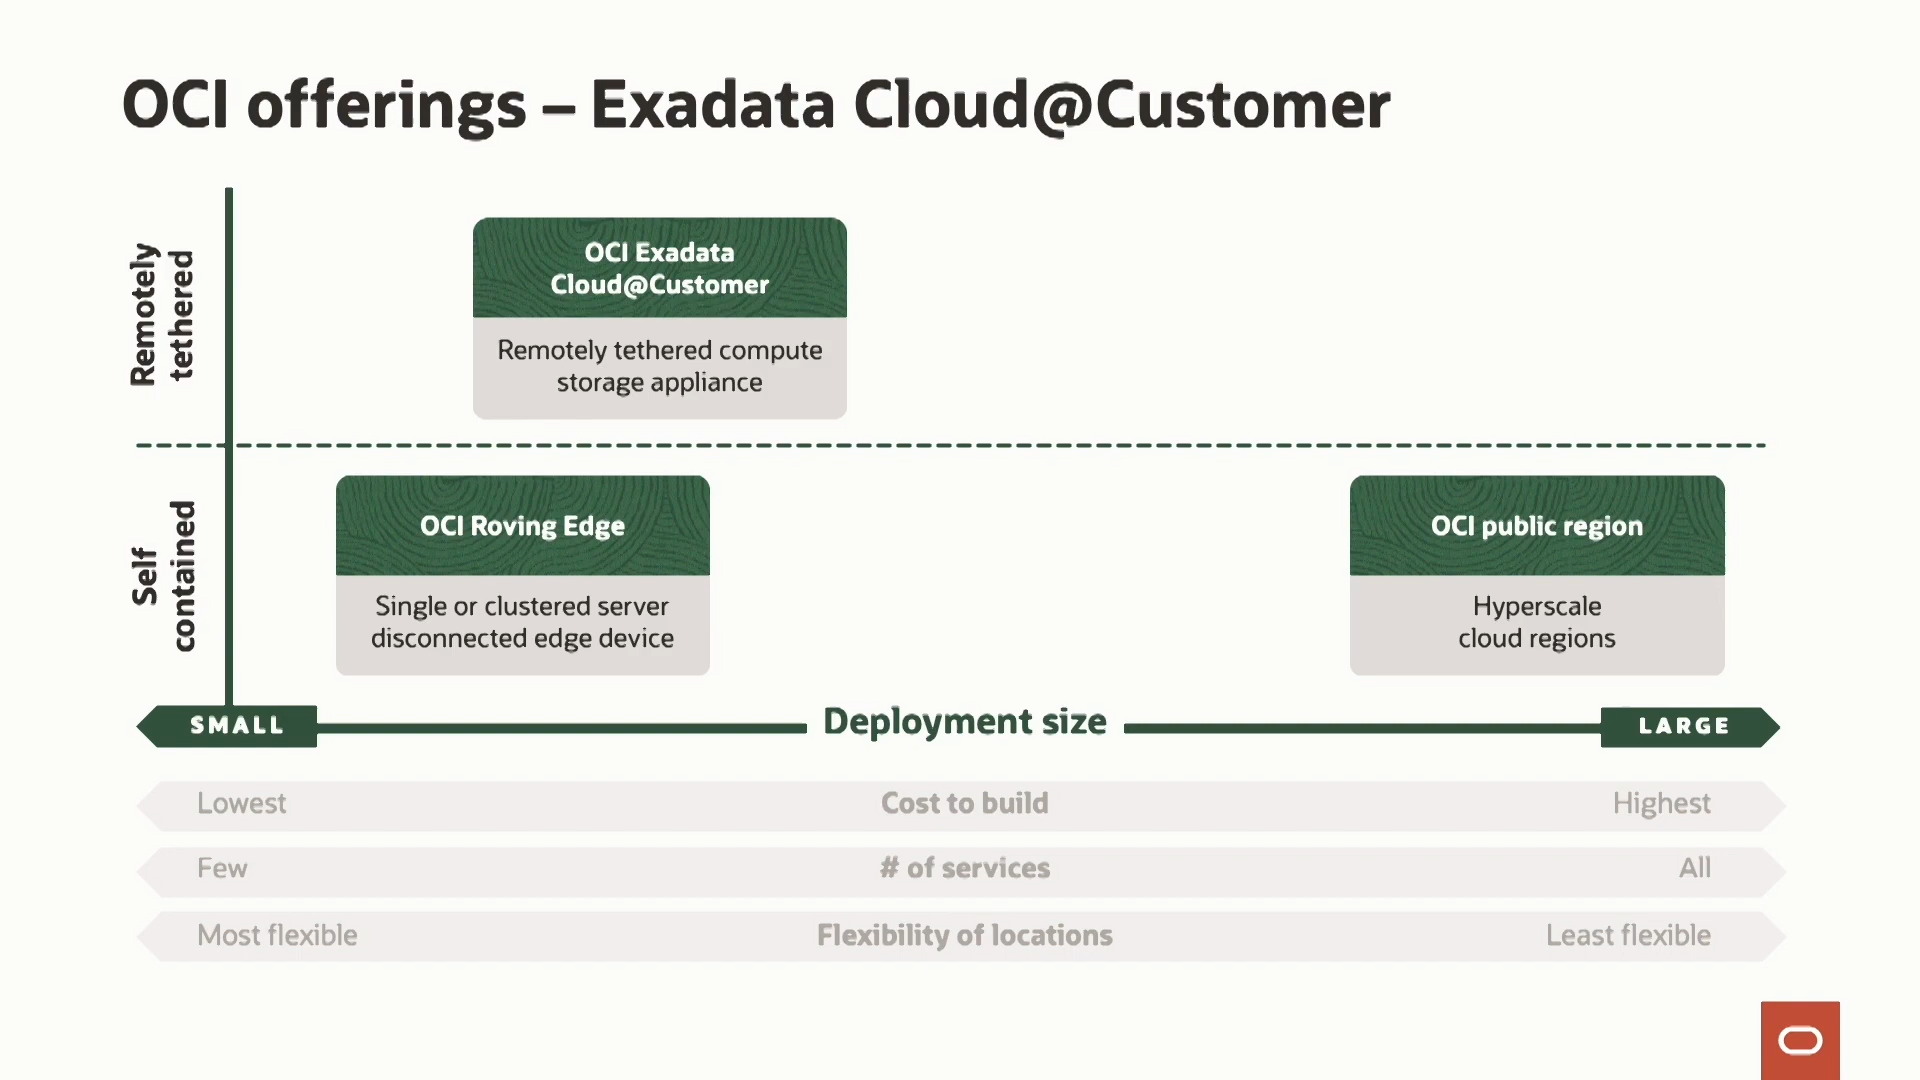 OCI offerings – Exadata Cloud@Customer
Remotely
tethered
OCI Exadata
Cloud@Customer
Remotely tethered compute
storage appliance
Self
contained
OCI Roving Edge
Single or clustered server
disconnected edge device
OCI public region
Hyperscale
cloud regions
SMALL
Deployment size
LARGE
Lowest
Cost to build
Highest
Few
# of services
All
Most flexible
Flexibility of locations
Least flexible